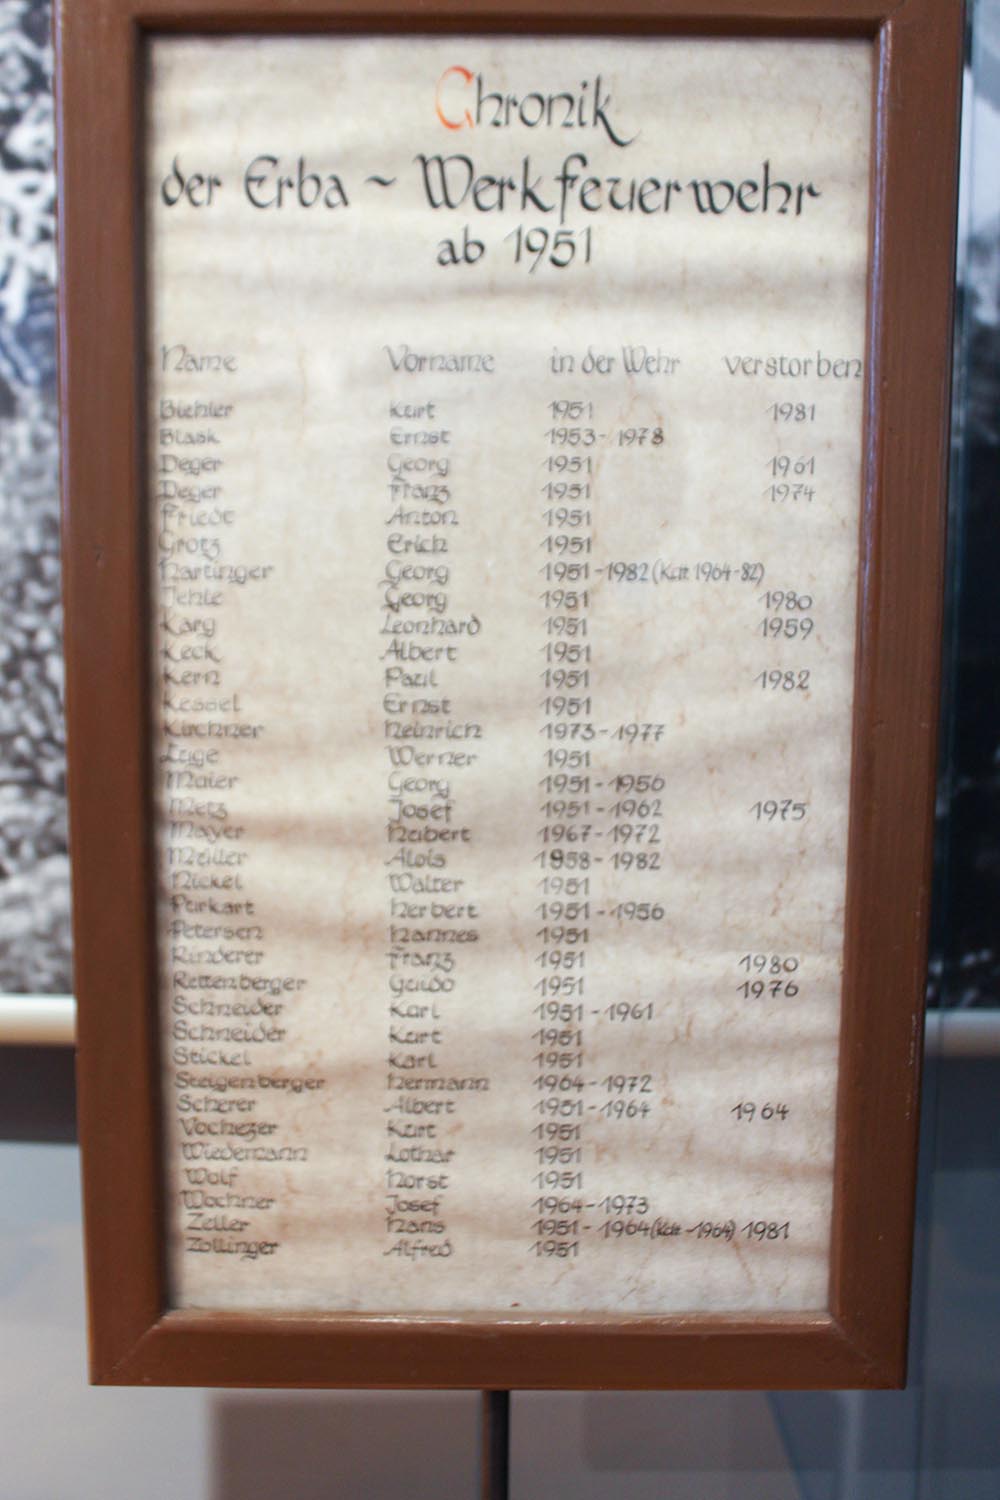 Chronik
der Erba ~ Werkfeuerwehr
ab 1951
Name Vorname in der Wehr verstorben
Biehler Kurt 1951 1981
Blask Ernst 1953-1978
Deger Georg 1951 1961
Deger Franz 1951 1974
Friedt Anton 1951
Grotz Erich 1951
Hartinger Georg 1951-1982 (Kdt 1964-82)
Jehle Georg 1951 1980
Karg Leonhard 1951 1959
Keck Albert 1951
Kern Paul 1951 1982
Kessel Ernst 1951
Kirchner Heinrich 1973-1977
Luge Werner 1951
Maier Georg 1951-1956
Metz Josef 1951-1962 1975
Mayer Hubert 1967-1972
Müller Alois 1958-1982
Nickel Walter 1951
Purkart Herbert 1951-1956
Petersen Hannes 1951
Rinderer Franz 1951 1980
Rettenberger Guido 1951 1976
Schneider Karl 1951-1961
Schneider Kurt 1951
Stickel Karl 1951
Steigenberger Hermann 1964-1972
Scherer Albert 1951-1964 1964
Vochezer Kurt 1951
Wiedemann Lothar 1951
Wolf Horst 1951
Wochner Josef 1964-1973
Zeller Hans 1951-1964 (Kdt -1964) 1981
Zollinger Alfred 1951